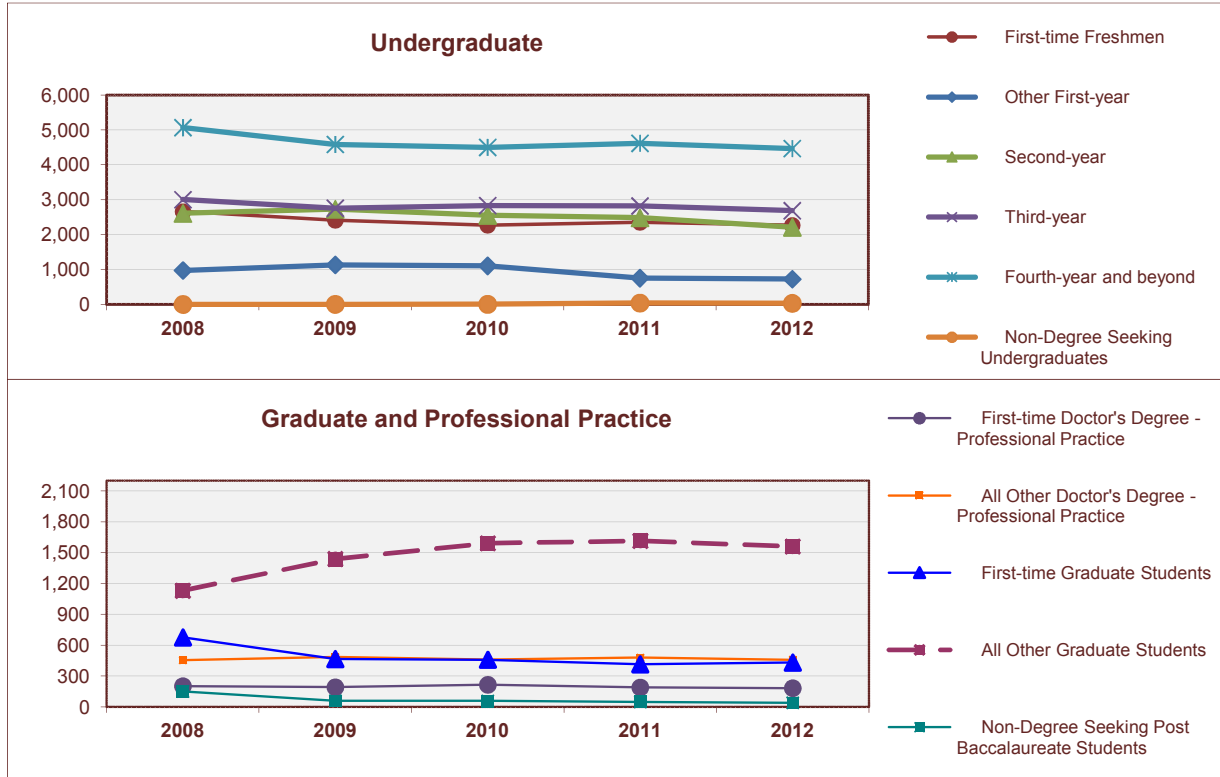 Undergraduate
6,000
5,000
4,000
3,000
2,000
1,000
0
2008 2009 2010 2011 2012
First-time Freshmen
Other First-year
Second-year
Third-year
Fourth-year and beyond
Non-Degree Seeking
Undergraduates
Graduate and Professional Practice
2,100
1,800
1,500
1,200
900
600
300
0
2008 2009 2010 2011 2012
First-time Doctor's Degree -
Professional Practice
All Other Doctor's Degree -
Professional Practice
First-time Graduate Students
All Other Graduate Students
Non-Degree Seeking Post
Baccalaureate Students